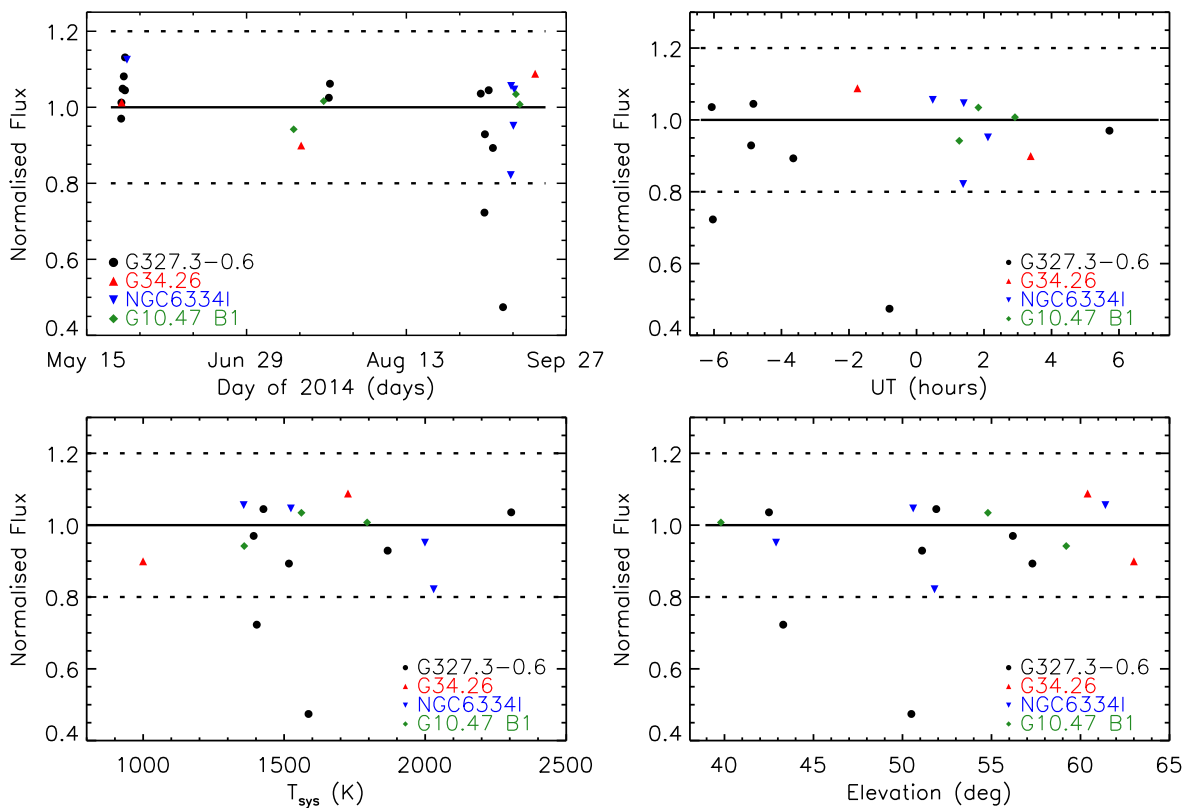 1.2
1.0
0.8
0.6
0.4
Normalised Flux
G327.3-0.6
G34.26
NGC6334I
G10.47 B1
May 15 Jun 29 Aug 13 Sep 27
Day of 2014 (days)
1.2
1.0
0.8
0.6
0.4
Normalised Flux
G327.3-0.6
G34.26
NGC6334I
G10.47 B1
-6 -4 -2 0 2 4 6
UT (hours)
1.2
1.0
0.8
0.6
0.4
Normalised Flux
G327.3-0.6
G34.26
NGC6334I
G10.47 B1
1000 1500 2000 2500
Tsys (K)
1.2
1.0
0.8
0.6
0.4
Normalised Flux
G327.3-0.6
G34.26
NGC6334I
G10.47 B1
40 45 50 55 60 65
Elevation (deg)